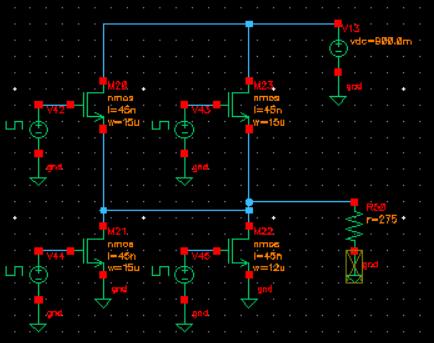 V13
vdc=800.0m
gnd
M20
nmos
l=45n
w=15u
V42
gnd
M23
nmos
l=45n
w=15u
V43
gnd
R00
r=275
gnd
M21
nmos
l=45n
w=15u
V44
gnd
gnd
M22
nmos
l=45n
w=12u
V45
gnd
gnd